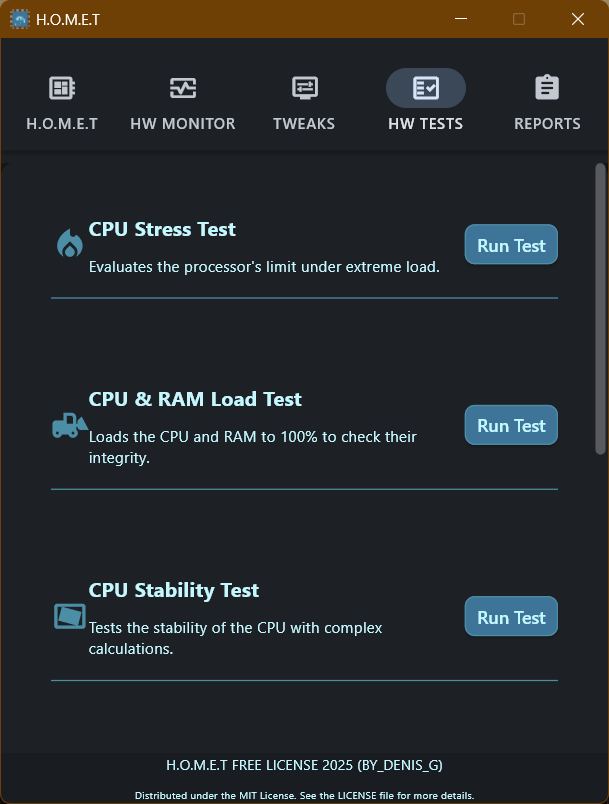 H.O.M.E.T
H.O.M.E.T
HW MONITOR
TWEAKS
HW TESTS
REPORTS
CPU Stress Test
Evaluates the processor's limit under extreme load.
Run Test
CPU & RAM Load Test
Loads the CPU and RAM to 100% to check their
integrity.
Run Test
CPU Stability Test
Tests the stability of the CPU with complex
calculations.
Run Test
H.O.M.E.T FREE LICENSE 2025 (BY_DENIS_G)
Distributed under the MIT License. See the LICENSE file for more details.